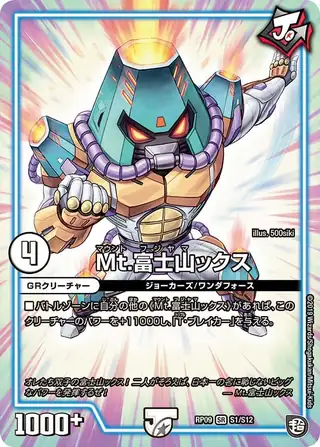 J
illus. 500siki
マウント フージヤマ
Mt.富士山ックス
4
GRクリーチャー
ジョーカーズ/ワンダフォース
■バトルゾーンに自分の他の《Mt.富士山ックス》があれば、この
クリーチャーのパワーを+11000し、「T・ブレイカー」を与える。
オレたち双子の富士山ックス! 二人がそろえば、日本一の名に恥じないビッグ
なパワーを発揮するぜ! ― Mt.富士山ックス
1000+
J
RP09 SR S1/S12
超
©2019 Wizards/Shogakukan/Mitsui-Kids